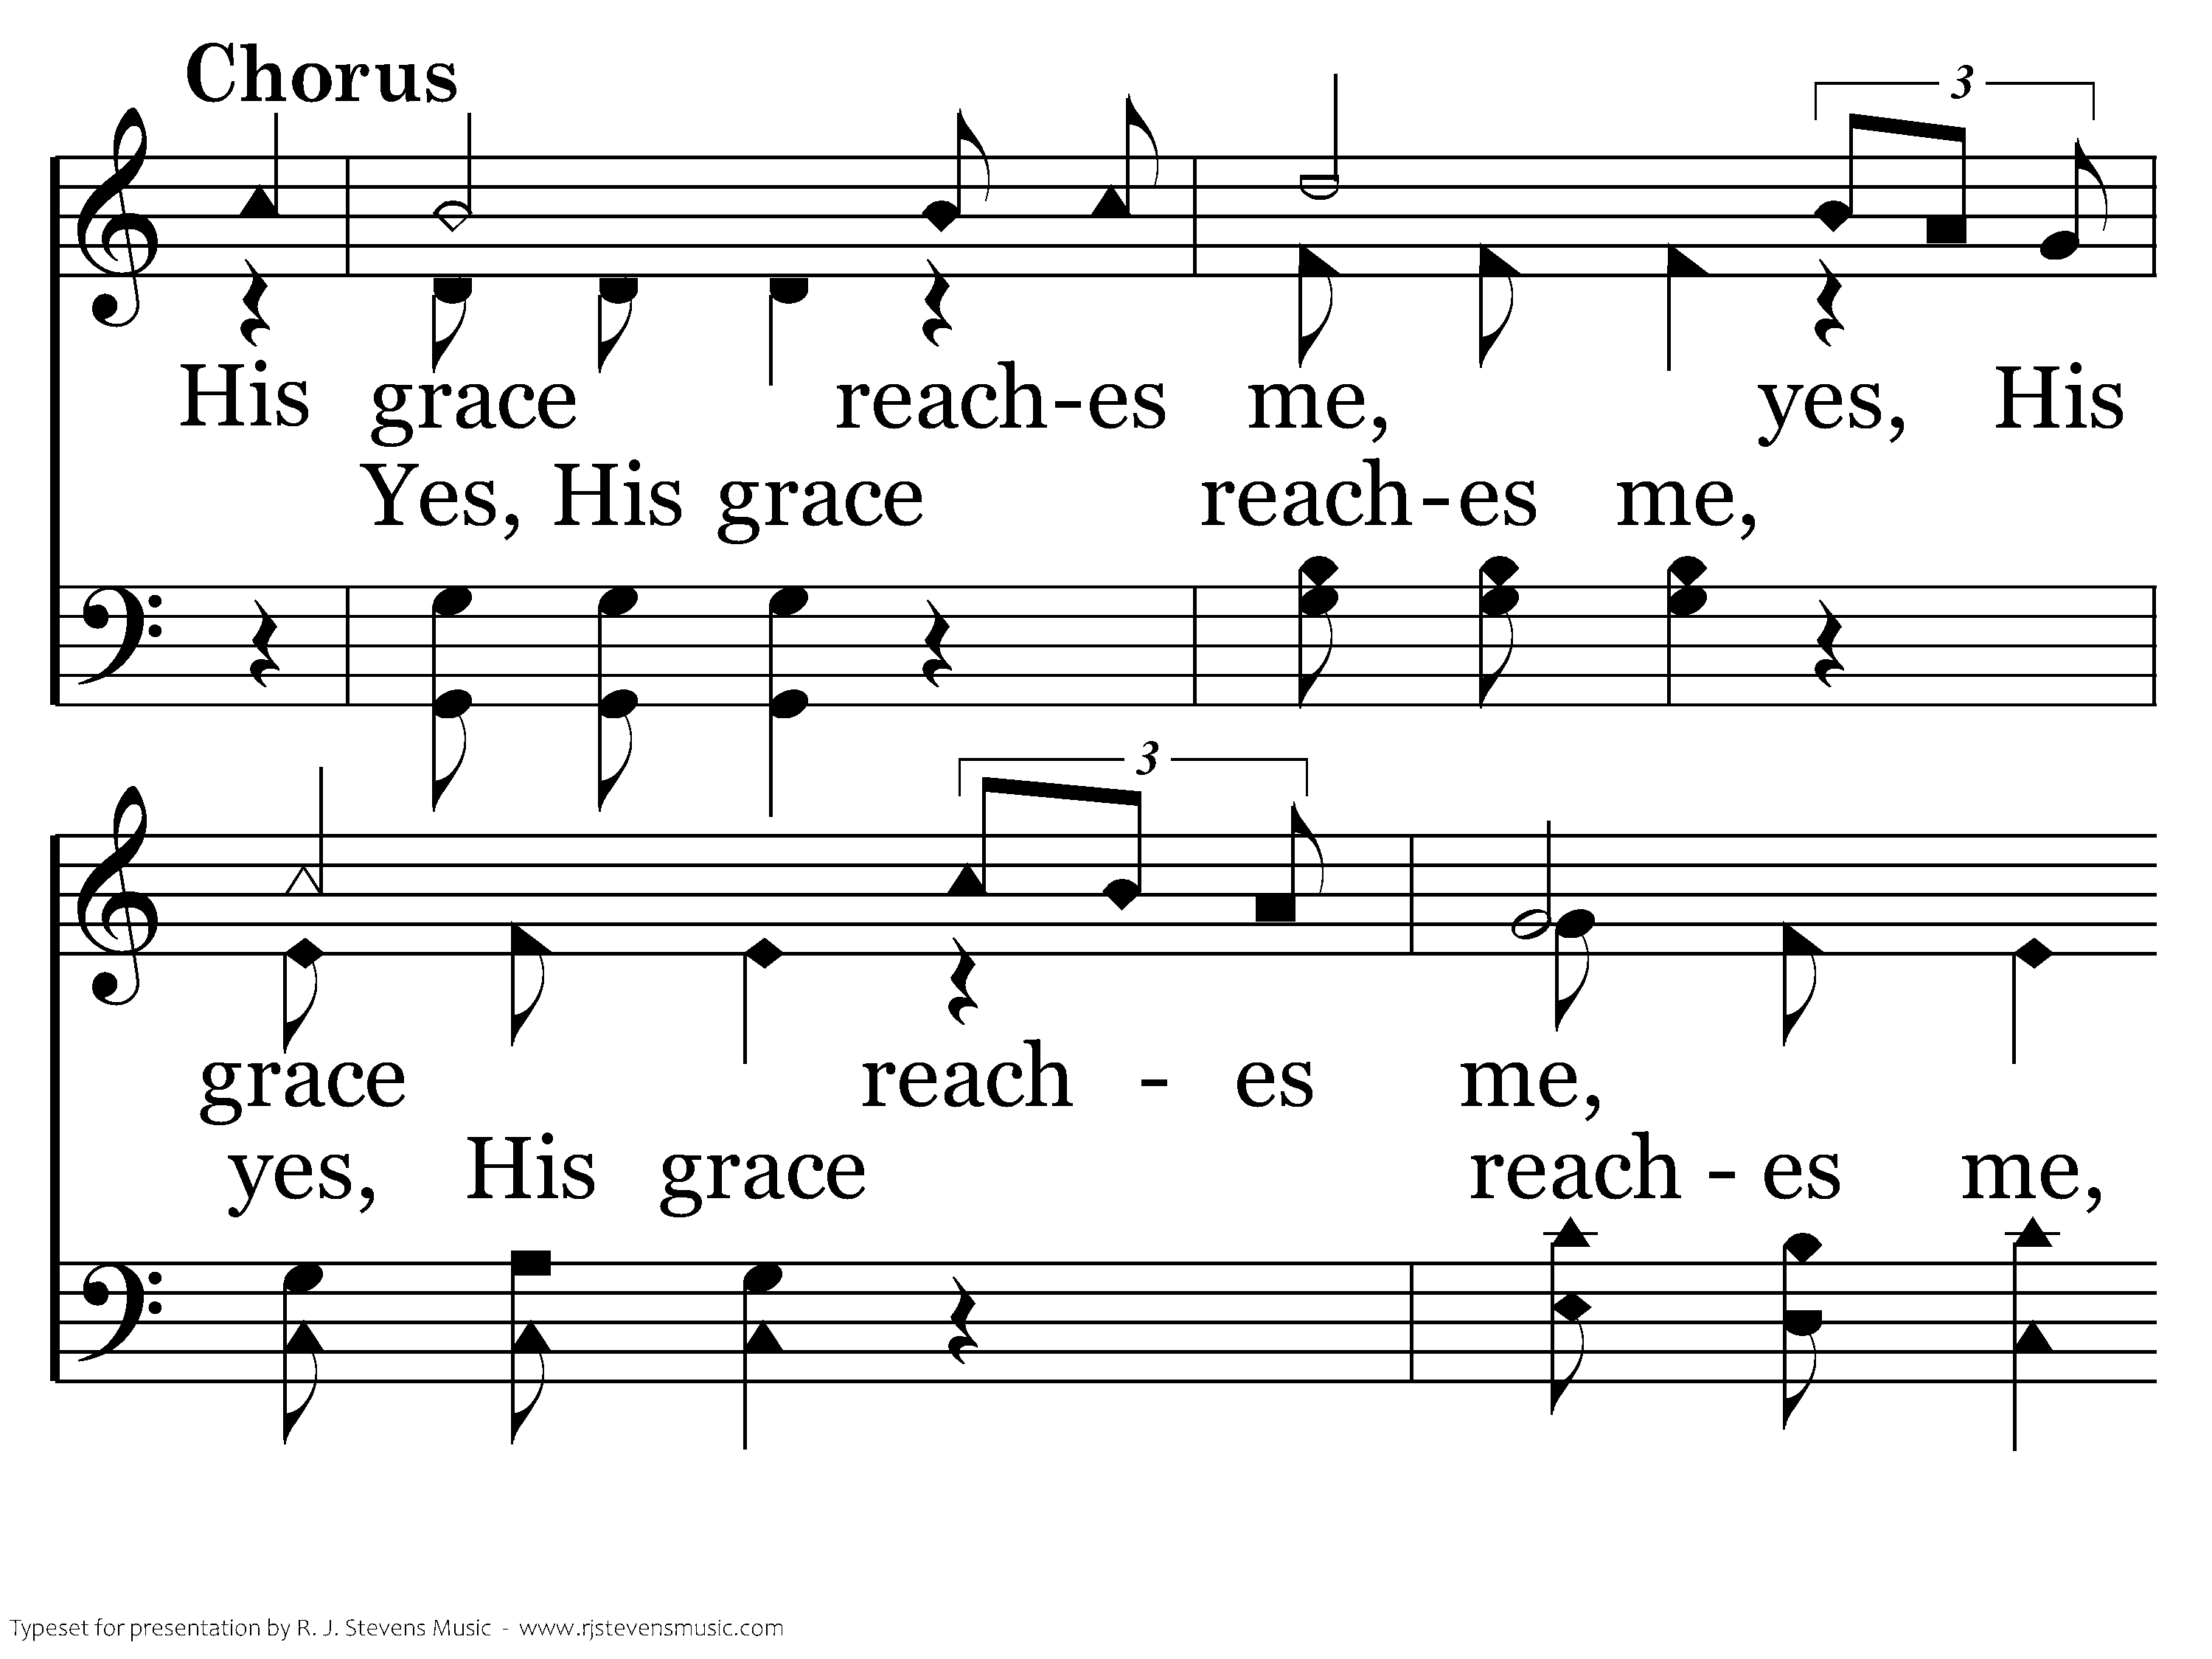 Chorus
3
His grace reach-es me, yes, His
Yes, His grace reach-es me,
3
grace reach - es me,
yes, His grace reach - es me,
Typeset for presentation by R. J. Stevens Music - www.rjstevensmusic.com